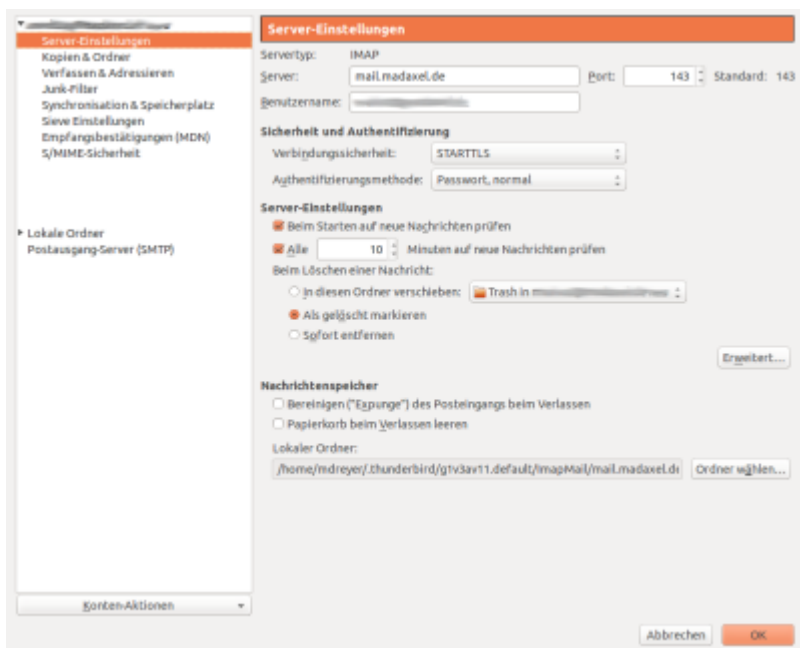 Server-Einstellungen
Kopien & Ordner
Verfassen & Adressieren
Junk-Filter
Synchronisation & Speicherplatz
Sieve Einstellungen
Empfangsbestätigungen (MDN)
S/MIME-Sicherheit
Lokale Ordner
Postausgang-Server (SMTP)
Konten-Aktionen
Server-Einstellungen
Servertyp: IMAP
Server: mail.madaxel.de Port: 143 Standard: 143
Benutzername:
Sicherheit und Authentifizierung
Verbindungssicherheit: STARTTLS
Authentifizierungsmethode: Passwort, normal
Server-Einstellungen
Beim Starten auf neue Nachrichten prüfen
Alle 10 Minuten auf neue Nachrichten prüfen
Beim Löschen einer Nachricht:
In diesen Ordner verschieben: Trash in
Als gelöscht markieren
Sofort entfernen
Erweitert...
Nachrichtenspeicher
Bereinigen ("Expunge") des Posteingangs beim Verlassen
Papierkorb beim Verlassen leeren
Lokaler Ordner:
/home/mdreyer/.thunderbird/g1v3av11.default/ImapMail/mail.madaxel.de Ordner wählen...
Abbrechen OK